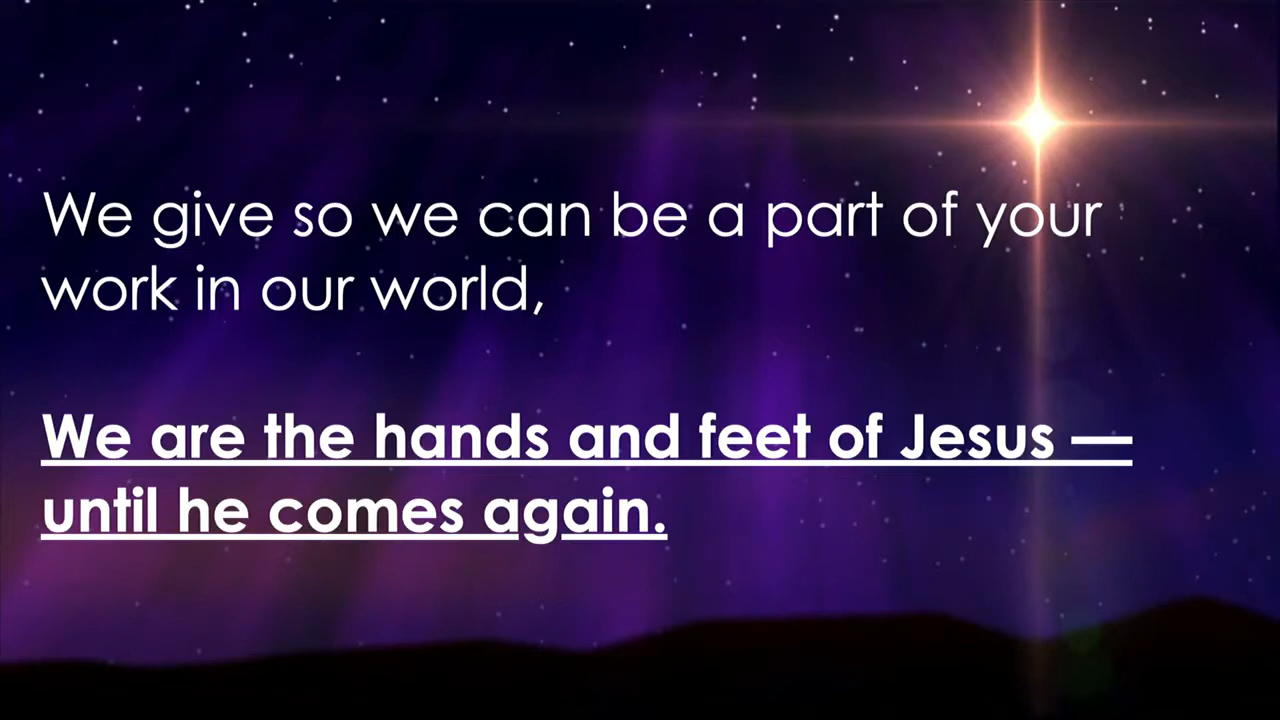 We give so we can be a part of your
work in our world,
We are the hands and feet of Jesus —
until he comes again.